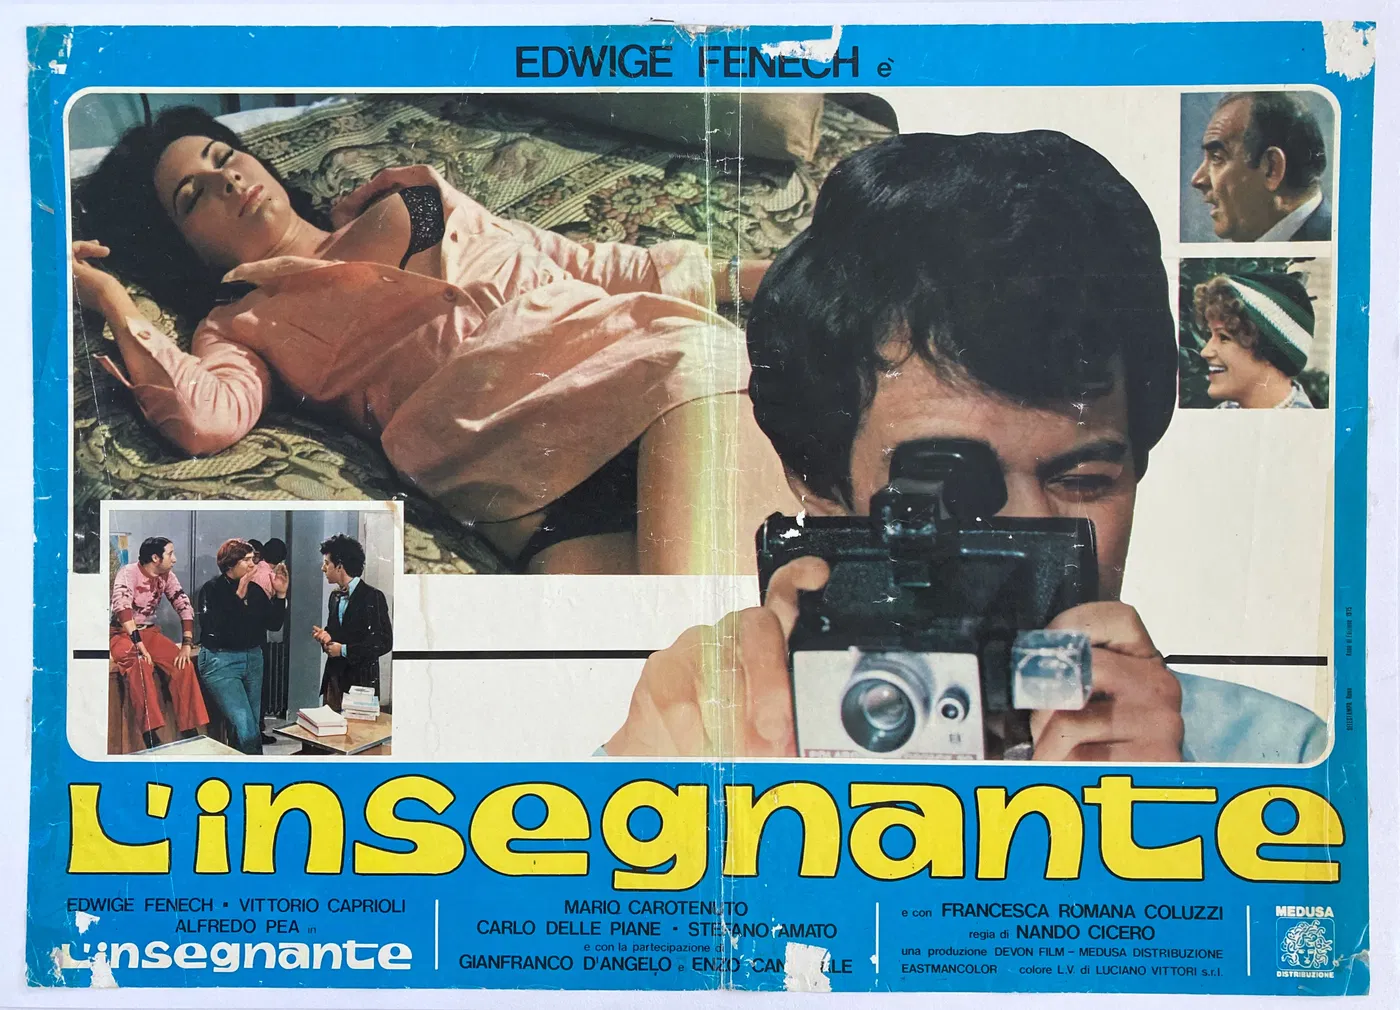 EDWIGE FENECH è
L'insegnante
EDWIGE FENECH • VITTORIO CAPRIOLI
ALFREDO PEA in
L'insegnante
MARIO CAROTENUTO
CARLO DELLE PIANE • STEFANO AMATO
e con la partecipazione di
GIANFRANCO D'ANGELO e ENZO
e con FRANCESCA ROMANA COLUZZI
regia di NANDO CICERO
una produzione DEVON FILM - MEDUSA DISTRIBUZIONE
EASTMANCOLOR colore L.V. di LUCIANO VITTORI s.r.l.
MEDUSA
DISTRIBUZIONE